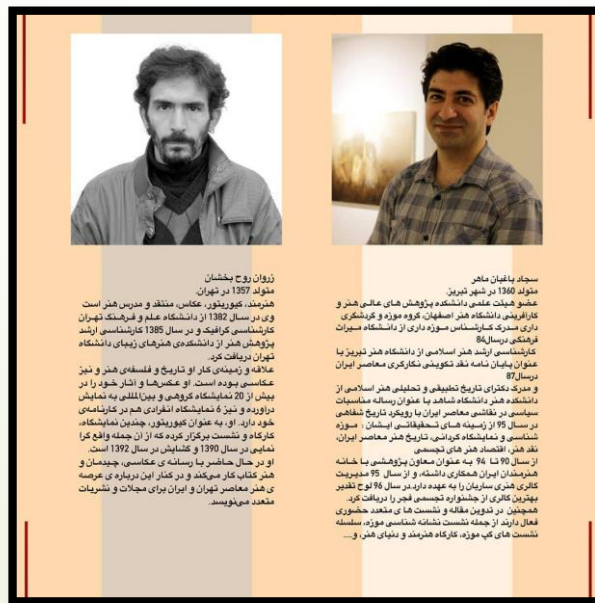 سجاد باغبان ماهر
متولد 1360 در شهر تبریز.
عضو هیئت علمی دانشکده پژوهش های عالی هنر و
کارآفرینی دانشگاه هنر اصفهان، گروه موزه و گردشگری
داری مدرک کارشناس موزه داری از دانشگاه میراث
فرهنگی درسال84
کارشناسی ارشد هنر اسلامی از دانشگاه هنر تبریز با
عنوان پایان نامه نقد تکوینی نگارگری معاصر ایران
درسال87
و مدرک دکترای تاریخ تطبیقی و تحلیلی هنر اسلامی از
دانشکده هنر دانشگاه شاهد با عنوان رساله مناسبات
سیاسی در نقاشی معاصر ایران با رویکرد تاریخ شفاهی
در سال 95 از زمینه های تحقیقاتی ایشان : موزه
شناسی و نمایشگاه گردانی، تاریخ هنر معاصر ایران،
نقد هنر، اقتصاد هنر های تجسمی
از سال 90 تا 94 به عنوان معاون پژوهشی با خانه
هنرمندان ایران همکاری داشته، و از سال 95 مدیریت
گالری هنری ساربان را به عهده دارد.در سال 96 لوح تقدیر
بهترین گالری از جشنواره تجسمی فجر را دریافت کرد.
همچنین در تدوین مقاله و نشست ها ی متعدد حضوری
فعال دارند از جمله نشست نشانه شناسی موزه، سلسله
نشست های گپ موزه، کارگاه هنرمند و دنیای هنر، و....
زروان روح بخشان
متولد 1357 در تهران.
هنرمند، کیوریتور، عکاس، منتقد و مدرس هنر است
وی در سال 1382 از دانشگاه علم و فرهنگ تهران
کارشناسی گرافیک و در سال 1385 کارشناسی ارشد
پژوهش هنر از دانشکده‌ی هنرهای زیبای دانشگاه
تهران دریافت کرد.
علاقه و زمینه‌ی کار او تاریخ و فلسفه‌ی هنر و نیز
عکاسی بوده است. او عکس‌ها و آثار خود را در
بیش از 20 نمایشگاه گروهی و بین‌المللی به نمایش
درآورده و نیز 6 نمایشگاه انفرادی هم در کارنامه‌ی
خود دارد. او، به عنوان کیوریتور، چندین نمایشگاه،
کارگاه و نشست برگزار کرده که از آن جمله واقع گرا
نمایی در سال 1390 و گشایش در سال 1392 است.
او در حال حاضر با رسانه ی عکاسی، چیدمان و
هنر کتاب کار می‌کند و در کنار این درباره ی عرصه
ی هنر معاصر تهران و ایران برای مجلات و نشریات
متعدد می‌نویسد.